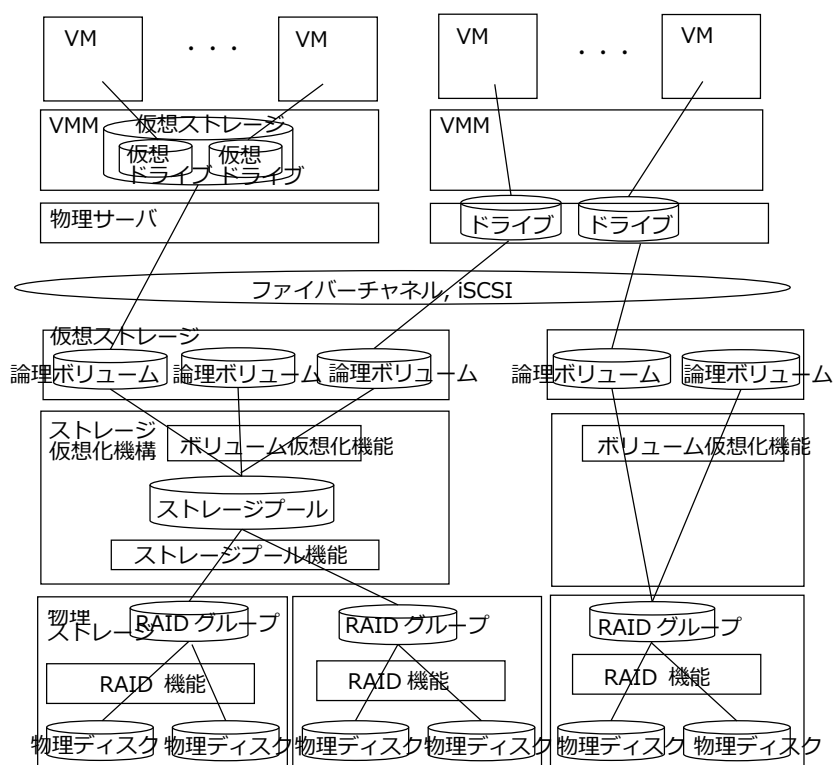 VM
・・・
VM
VM
・・・
VM
VMM
仮想ストレージ
仮想
ドライブ
仮想
ドライブ
VMM
物理サーバ
ドライブ
ドライブ
ファイバーチャネル, iSCSI
仮想ストレージ
論理ボリューム
論理ボリューム
論理ボリューム
論理ボリューム
論理ボリューム
ストレージ
仮想化機構
ボリューム仮想化機能
ボリューム仮想化機能
ストレージプール
ストレージプール機能
物理
ストレージ
RAID グループ
RAID グループ
RAID グループ
RAID 機能
RAID 機能
RAID 機能
物理ディスク
物理ディスク
物理ディスク
物理ディスク
物理ディスク
物理ディスク